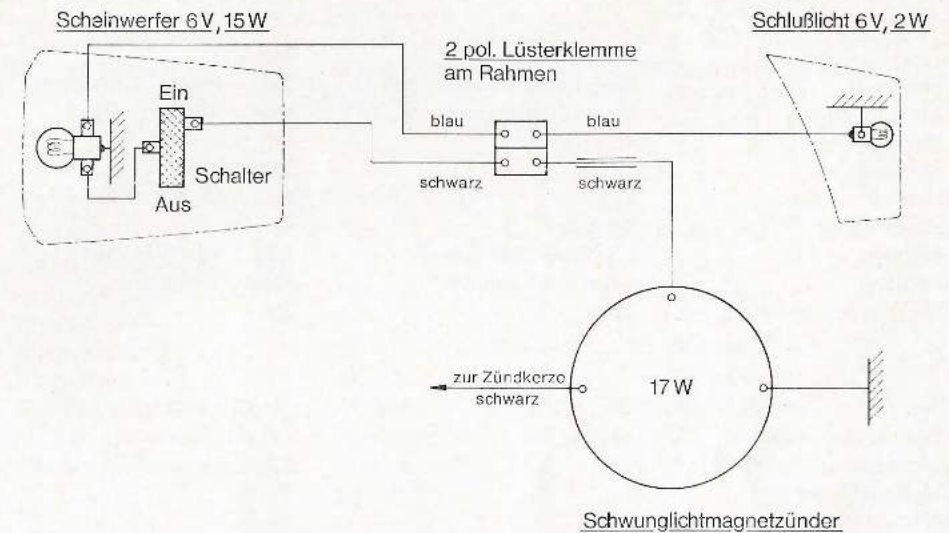 Scheinwerfer 6V, 15W
Schlußlicht 6V, 2W
2 pol. Lüsterklemme
am Rahmen
Ein
blau
blau
Schalter
schwarz
schwarz
Aus
zur Zündkerze
schwarz
17 W
Schwunglichtmagnetzünder